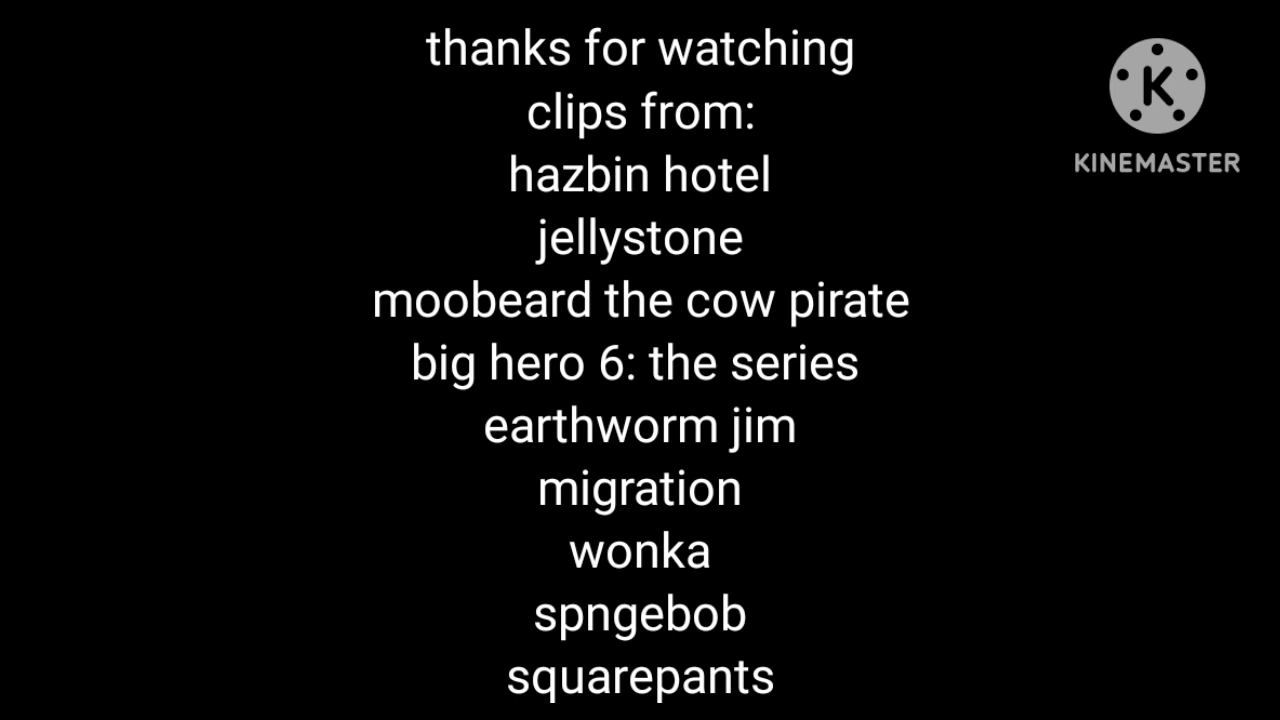 thanks for watching
clips from:
hazbin hotel
jellystone
moobeard the cow pirate
big hero 6: the series
earthworm jim
migration
wonka
spngebob
squarepants
K
KINEMASTER